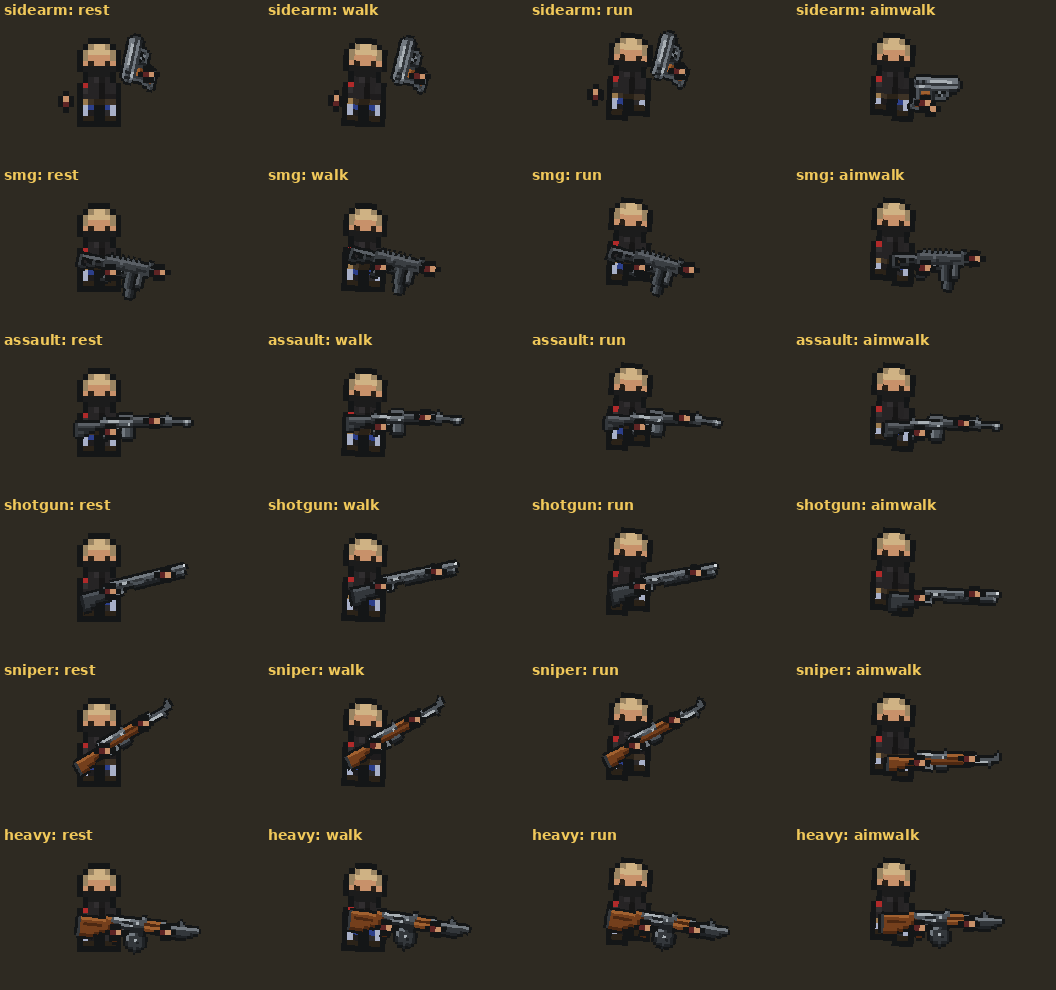 sidearm: rest sidearm: walk sidearm: run sidearm: aimwalk
smg: rest smg: walk smg: run smg: aimwalk
assault: rest assault: walk assault: run assault: aimwalk
shotgun: rest shotgun: walk shotgun: run shotgun: aimwalk
sniper: rest sniper: walk sniper: run sniper: aimwalk
heavy: rest heavy: walk heavy: run heavy: aimwalk